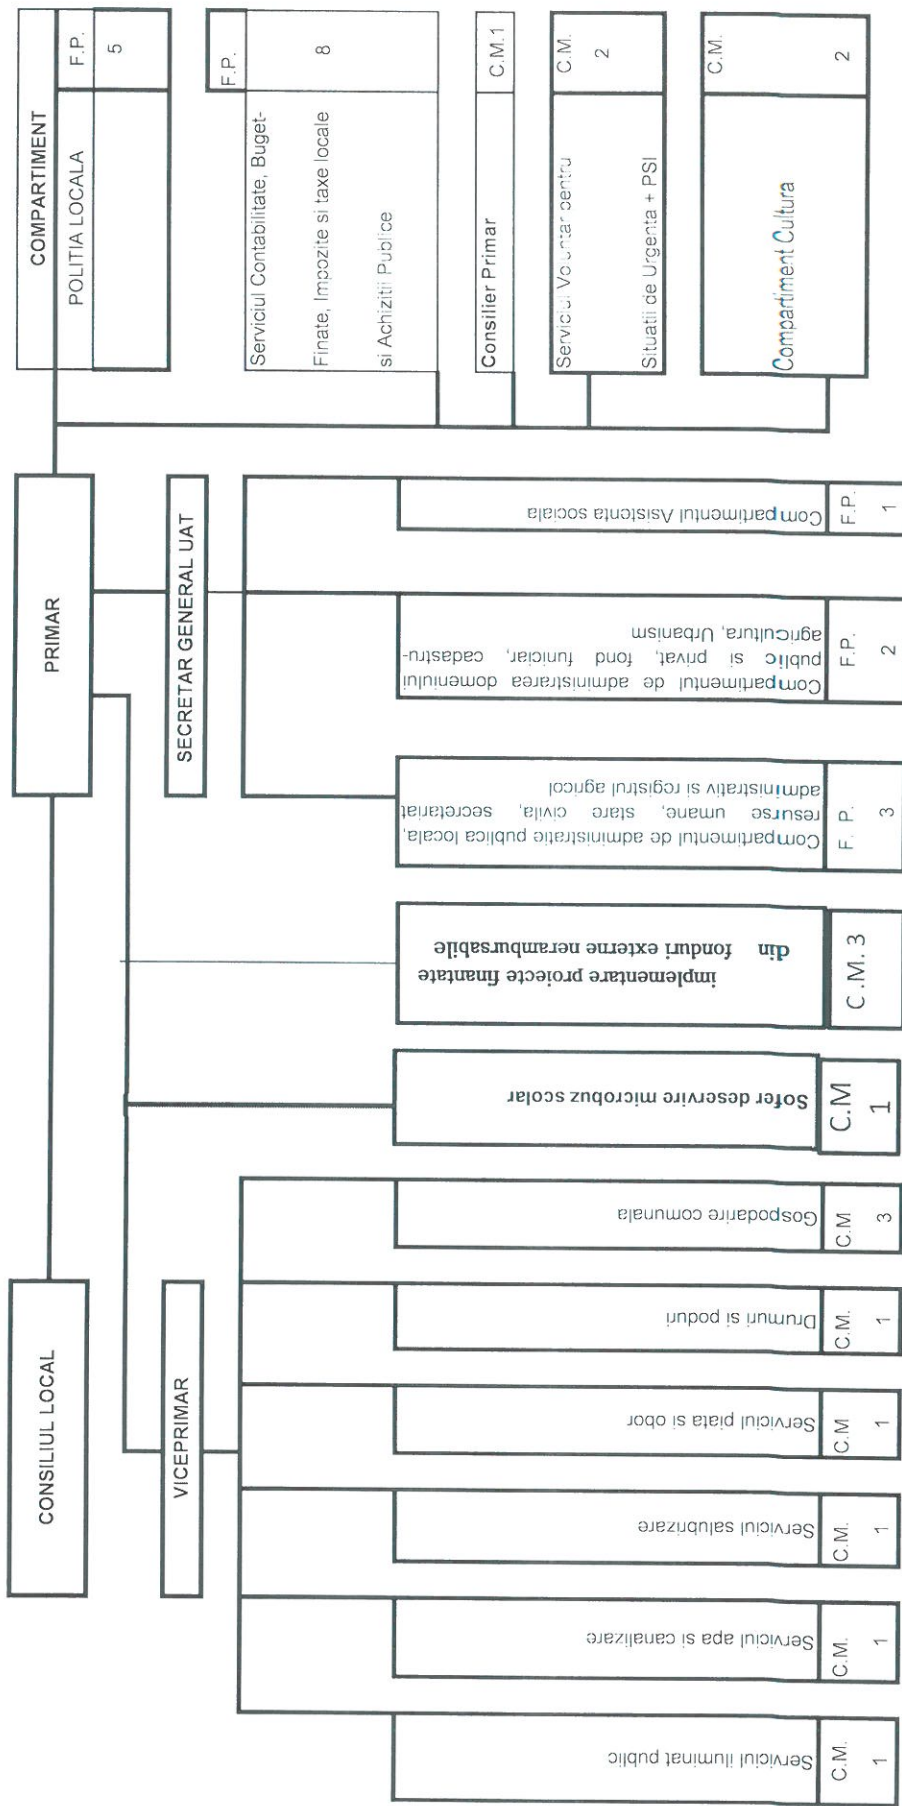 CONSILIUL LOCAL
PRIMAR
COMPARTIMENT
POLITIA LOCALA
F.P.
5
VICEPRIMAR
SECRETAR GENERAL UAT
F.P.
Serviciul Contabilitate, Buget-
Finate, Impozite si taxe locale
si Achizitii Publice
8
Consilier Primar
C.M.1
Serviciul Voluntar pentru
Situatii de Urgenta + PSI
C.M.
2
Compartiment Cultura
C.M.
2
Serviciul iluminat public
C.M.
1
Serviciul apa si canalizare
C.M.
1
Serviciul salubrizare
C.M.
1
Serviciul piata si obor
C.M
1
Drumuri si poduri
C.M.
1
Gospodarire comunala
C.M
3
Sofer deservire microbuz scolar
C.M
1
implementare proiecte finantate
din fonduri externe nerambursabile
C.M. 3
Compartimentul de administratie publica locala,
resurse umane, stare civila, secretariat
administrativ si registrul agricol
F. P.
3
Compartimentul de administrarea domeniului
public si privat, fond funiciar, cadastru-
agricultura, Urbanism
F.P.
2
Compartimentul Asistenta sociala
F.P.
1